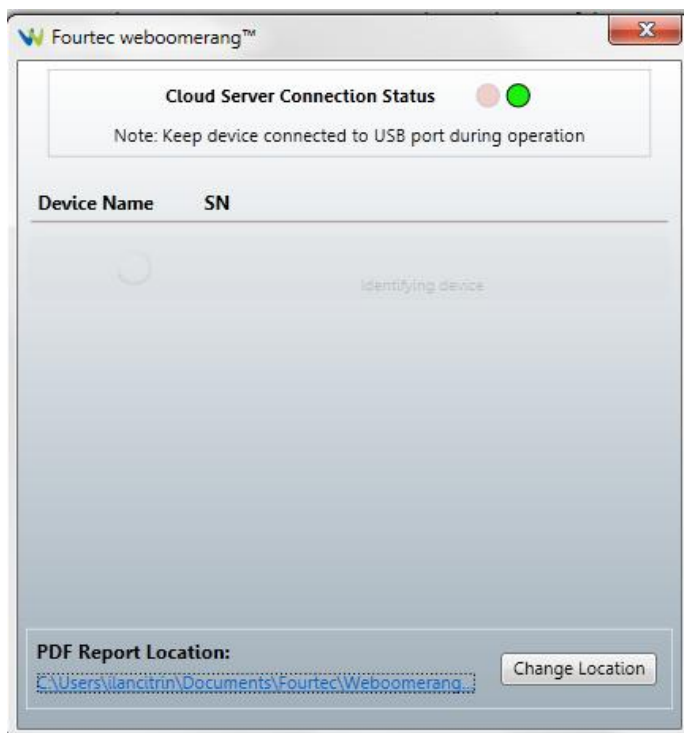 Fourtec weboomerang™
Cloud Server Connection Status
Note: Keep device connected to USB port during operation
Device Name SN
Identifying device
PDF Report Location:
C:\Users\ilancitrin\Documents\Fourtec\Weboomerang...
Change Location